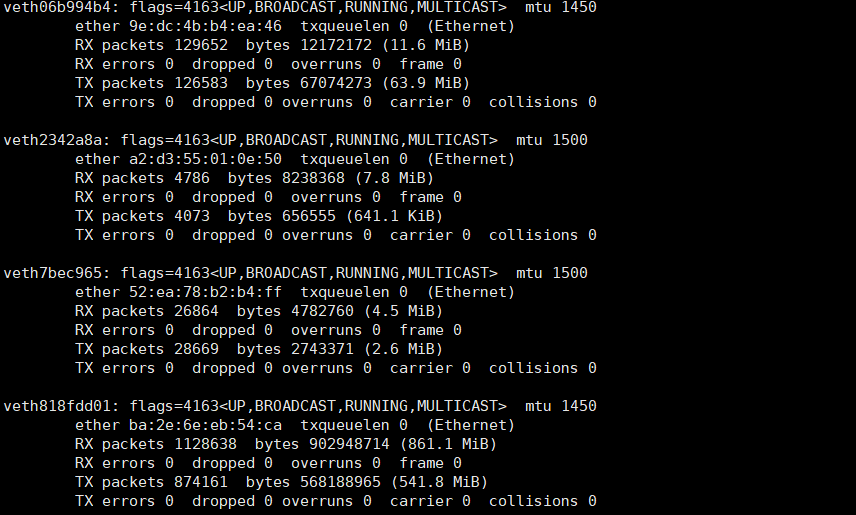 veth06b994b4: flags=4163<UP,BROADCAST,RUNNING,MULTICAST>  mtu 1450
        ether 9e:dc:4b:b4:ea:46  txqueuelen 0  (Ethernet)
        RX packets 129652  bytes 12172172 (11.6 MiB)
        RX errors 0  dropped 0  overruns 0  frame 0
        TX packets 126583  bytes 67074273 (63.9 MiB)
        TX errors 0  dropped 0 overruns 0  carrier 0  collisions 0

veth2342a8a: flags=4163<UP,BROADCAST,RUNNING,MULTICAST>  mtu 1500
        ether a2:d3:55:01:0e:50  txqueuelen 0  (Ethernet)
        RX packets 4786  bytes 8238368 (7.8 MiB)
        RX errors 0  dropped 0  overruns 0  frame 0
        TX packets 4073  bytes 656555 (641.1 KiB)
        TX errors 0  dropped 0 overruns 0  carrier 0  collisions 0

veth7bec965: flags=4163<UP,BROADCAST,RUNNING,MULTICAST>  mtu 1500
        ether 52:ea:78:b2:b4:ff  txqueuelen 0  (Ethernet)
        RX packets 26864  bytes 4782760 (4.5 MiB)
        RX errors 0  dropped 0  overruns 0  frame 0
        TX packets 28669  bytes 2743371 (2.6 MiB)
        TX errors 0  dropped 0 overruns 0  carrier 0  collisions 0

veth818fdd01: flags=4163<UP,BROADCAST,RUNNING,MULTICAST>  mtu 1450
        ether ba:2e:6e:eb:54:ca  txqueuelen 0  (Ethernet)
        RX packets 1128638  bytes 902948714 (861.1 MiB)
        RX errors 0  dropped 0  overruns 0  frame 0
        TX packets 874161  bytes 568188965 (541.8 MiB)
        TX errors 0  dropped 0 overruns 0  carrier 0  collisions 0